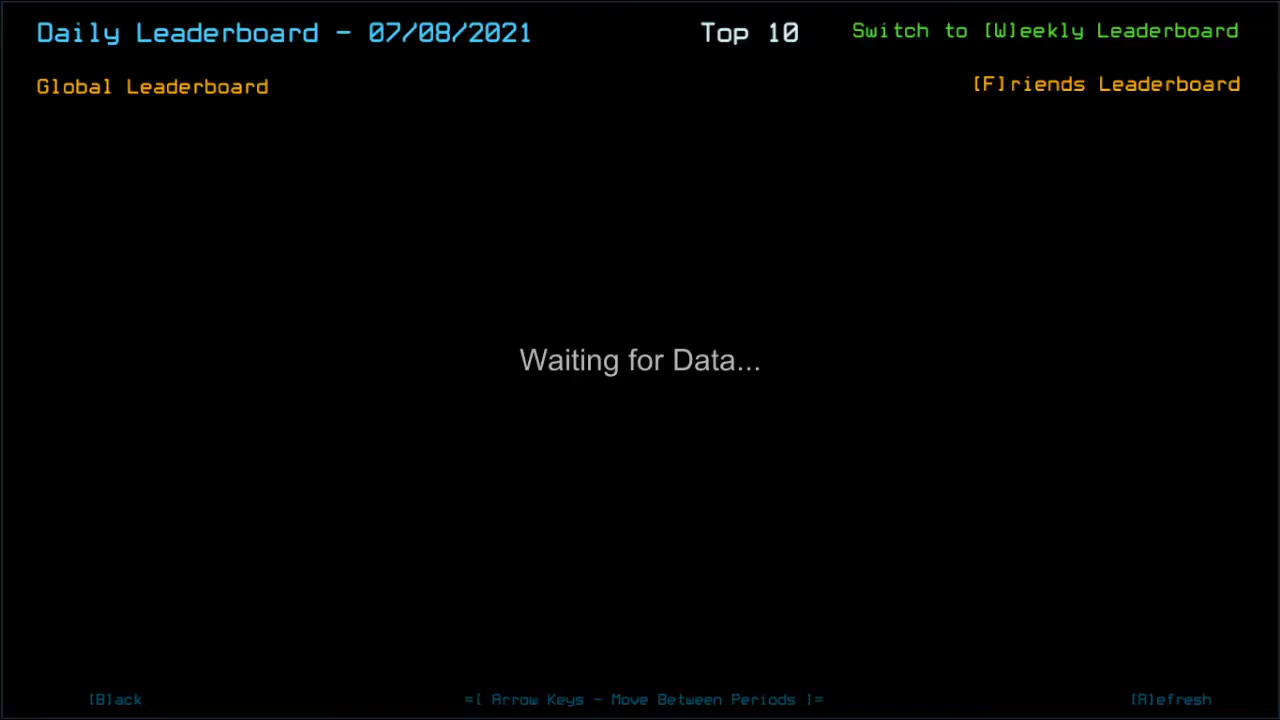 Daily Leaderboard - 07/08/2021 Top 10 Switch to [W]eekly Leaderboard
Global Leaderboard [F]riends Leaderboard
Waiting for Data...
[B]ack =[ Arrow Keys - Move Between Periods ]= [R]efresh